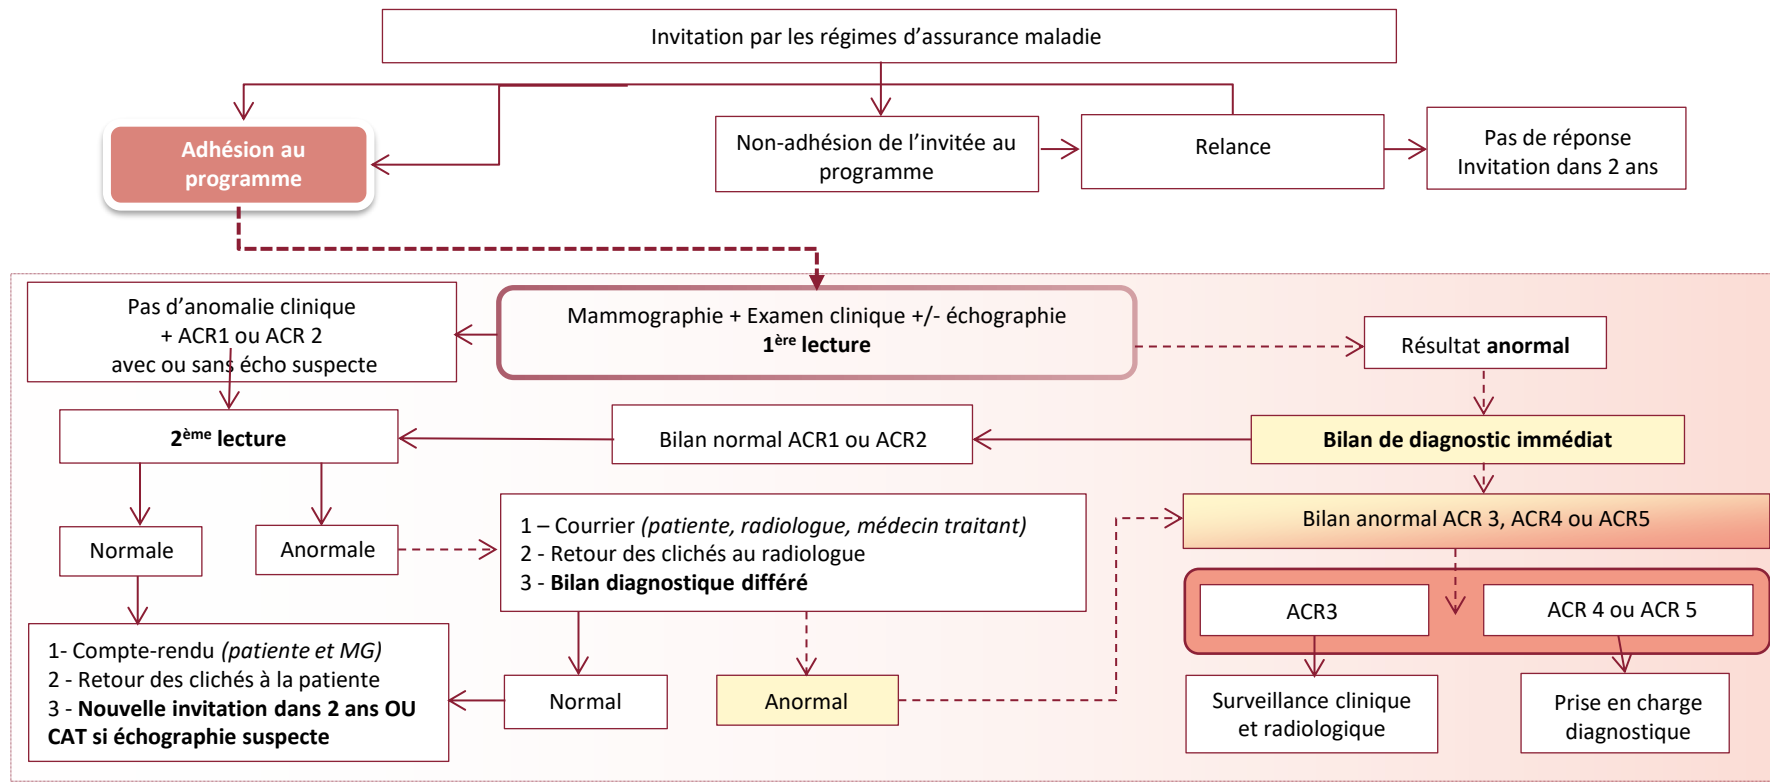 Invitation par les régimes d’assurance maladie
Adhésion au
programme
Non-adhésion de l’invitée au
programme
Relance
Pas de réponse
Invitation dans 2 ans
Pas d’anomalie clinique
+ ACR1 ou ACR 2
avec ou sans écho suspecte
Mammographie + Examen clinique +/- échographie
1ère lecture
Résultat anormal
2ème lecture
Bilan normal ACR1 ou ACR2
Bilan de diagnostic immédiat
Normale
Anormale
1 – Courrier (patiente, radiologue, médecin traitant)
2 - Retour des clichés au radiologue
3 - Bilan diagnostique différé
Bilan anormal ACR 3, ACR4 ou ACR5
ACR3
ACR 4 ou ACR 5
1- Compte-rendu (patiente et MG)
2 - Retour des clichés à la patiente
3 - Nouvelle invitation dans 2 ans OU
CAT si échographie suspecte
Normal
Anormal
Surveillance clinique
et radiologique
Prise en charge
diagnostique